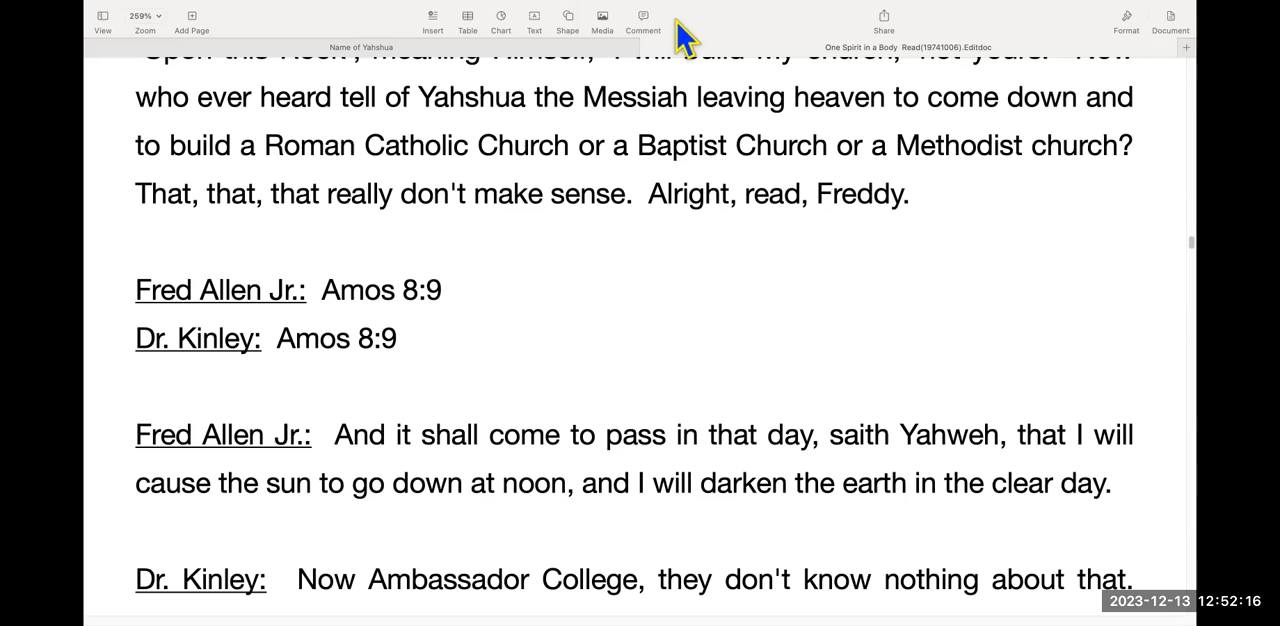 259%
View
Zoom
Add Page
Insert
Table
Chart
Text
Shape
Media
Comment
Share
Format
Document
Name of Yahshua
One Spirit in a Body Read(19741006).Editdoc
who ever heard tell of Yahshua the Messiah leaving heaven to come down and
to build a Roman Catholic Church or a Baptist Church or a Methodist church?
That, that, that really don't make sense. Alright, read, Freddy.
Fred Allen Jr.: Amos 8:9
Dr. Kinley: Amos 8:9
Fred Allen Jr.: And it shall come to pass in that day, saith Yahweh, that I will
cause the sun to go down at noon, and I will darken the earth in the clear day.
Dr. Kinley: Now Ambassador College, they don't know nothing about that.
2023-12-13 12:52:16